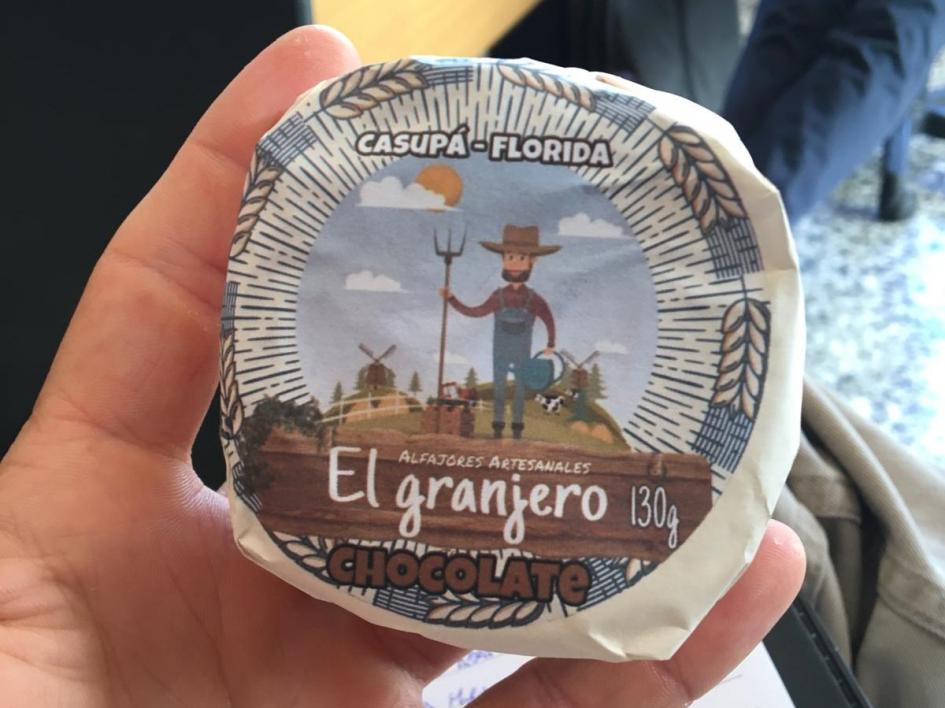 CASUPÁ - FLORIDA
ALFAJORES ARTESANALES
El granjero 130g
CHOCOLATE